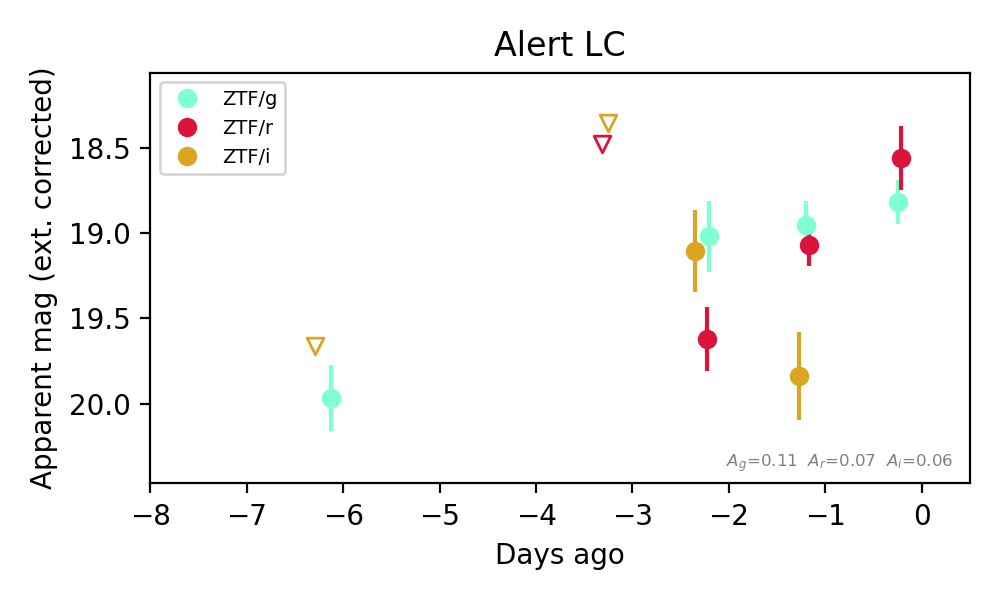 Alert LC
ZTF/g
ZTF/r
ZTF/i
Apparent mag (ext. corrected)
18.5
19.0
19.5
20.0
A_g=0.11 A_r=0.07 A_i=0.06
−8 −7 −6 −5 −4 −3 −2 −1 0
Days ago